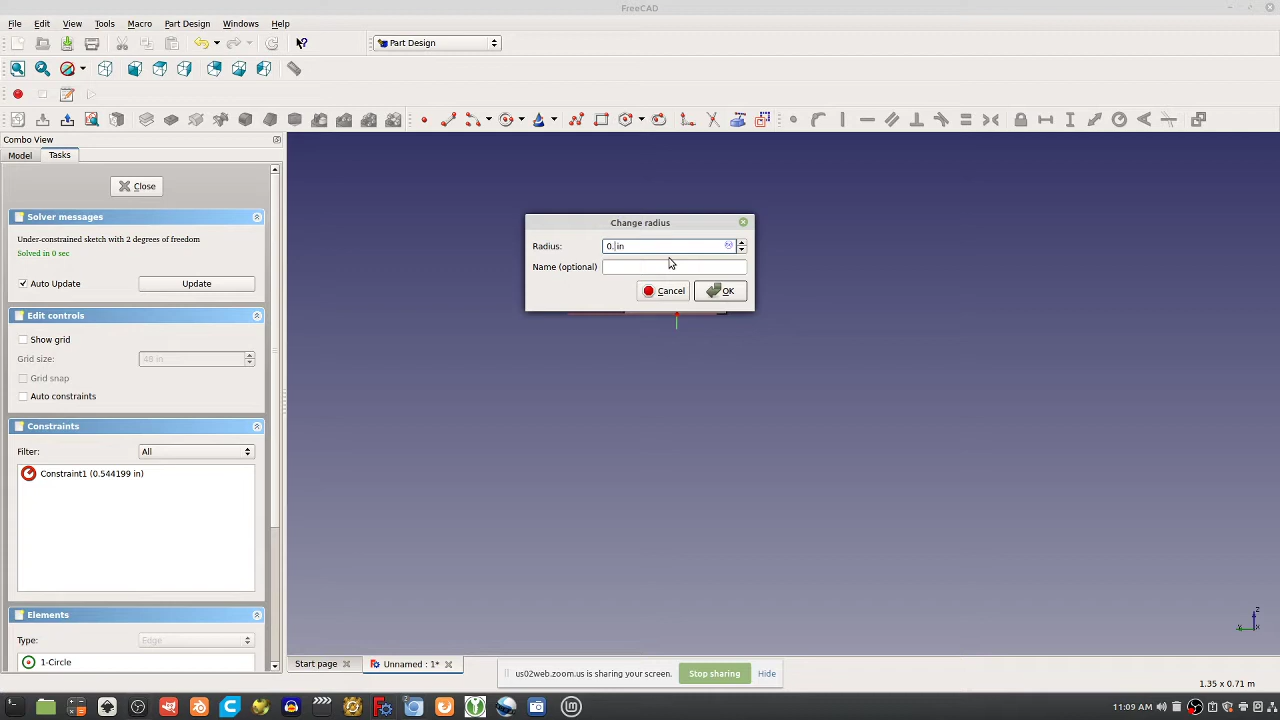 FreeCAD
File Edit View Tools Macro Part Design Windows Help
Part Design
Combo View
Model Tasks
Close
Solver messages
Under-constrained sketch with 2 degrees of freedom
Solved in 0 sec
Auto Update Update
Edit controls
Show grid
Grid size: 48 in
Grid snap
Auto constraints
Constraints
Filter: All
Constraint1 (0.544199 in)
Elements
Type: Edge
1-Circle
Change radius
Radius: 0. in
Name (optional)
Cancel OK
Start page Unnamed : 1*
us02web.zoom.us is sharing your screen. Stop sharing Hide
1.35 x 0.71 m
11:09 AM